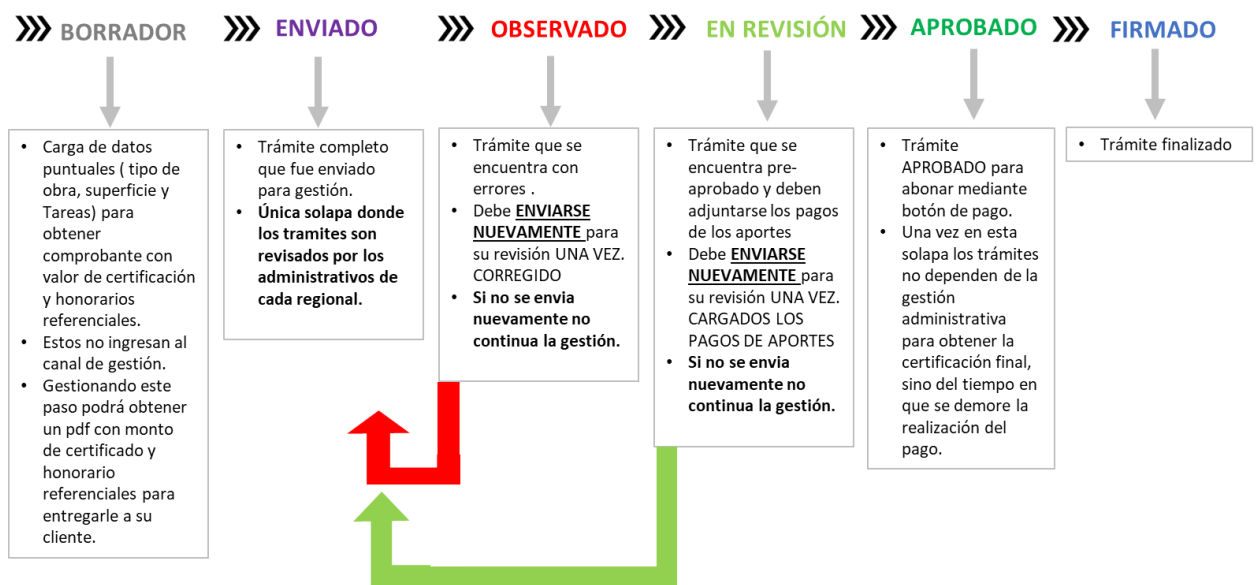 BORRADOR
ENVIADO
OBSERVADO
EN REVISIÓN
APROBADO
FIRMADO
• Carga de datos
puntuales ( tipo de
obra, superficie y
Tareas) para
obtener
comprobante con
valor de certificación
y honorarios
referenciales.
• Estos no ingresan al
canal de gestión.
• Gestionando este
paso podrá obtener
un pdf con monto
de certificado y
honorario
referenciales para
entregarle a su
cliente.
• Trámite completo
que fue enviado
para gestión.
• Única solapa donde
los tramites son
revisados por los
administrativos de
cada regional.
• Trámite que se
encuentra con
errores .
• Debe ENVIARSE
NUEVAMENTE para
su revisión UNA VEZ.
CORREGIDO
• Si no se envia
nuevamente no
continua la gestión.
• Trámite que se
encuentra pre-
aprobado y deben
adjuntarse los pagos
de los aportes
• Debe ENVIARSE
NUEVAMENTE para
su revisión UNA VEZ.
CARGADOS LOS
PAGOS DE APORTES
• Si no se envia
nuevamente no
continua la gestión.
• Trámite
APROBADO para
abonar mediante
botón de pago.
• Una vez en esta
solapa los trámites
no dependen de la
gestión
administrativa
para obtener la
certificación final,
sino del tiempo en
que se demore la
realización del
pago.
• Trámite finalizado